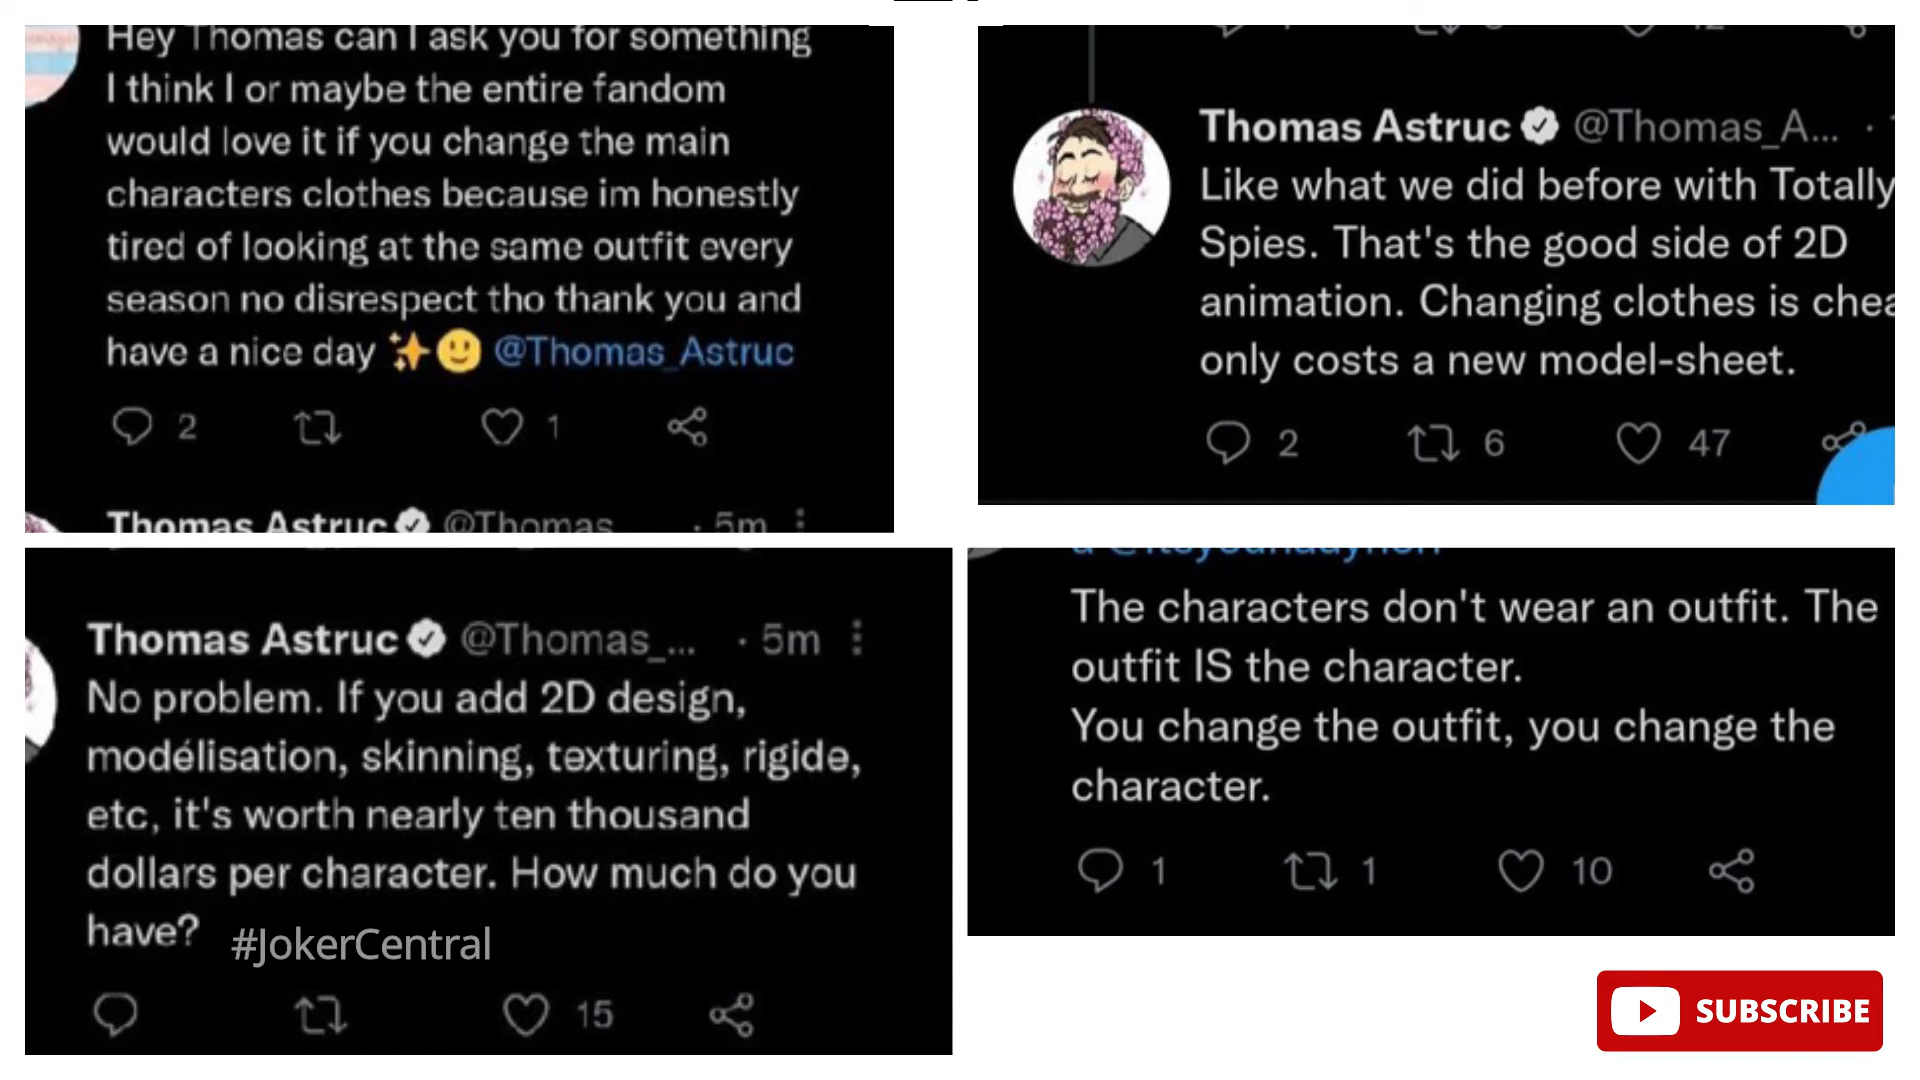 Hey Thomas can I ask you for something
I think I or maybe the entire fandom
would love it if you change the main
characters clothes because im honestly
tired of looking at the same outfit every
season no disrespect tho thank you and
have a nice day ✨🙂 @Thomas_Astruc
2 1
Thomas Astruc @Thomas · 5m
Thomas Astruc @Thomas_A... ·
Like what we did before with Totally
Spies. That's the good side of 2D
animation. Changing clothes is chea
only costs a new model-sheet.
2 6 47
Thomas Astruc @Thomas_... · 5m
No problem. If you add 2D design,
modélisation, skinning, texturing, rigide,
etc, it's worth nearly ten thousand
dollars per character. How much do you
have? #JokerCentral
15
The characters don't wear an outfit. The
outfit IS the character.
You change the outfit, you change the
character.
1 1 10
SUBSCRIBE